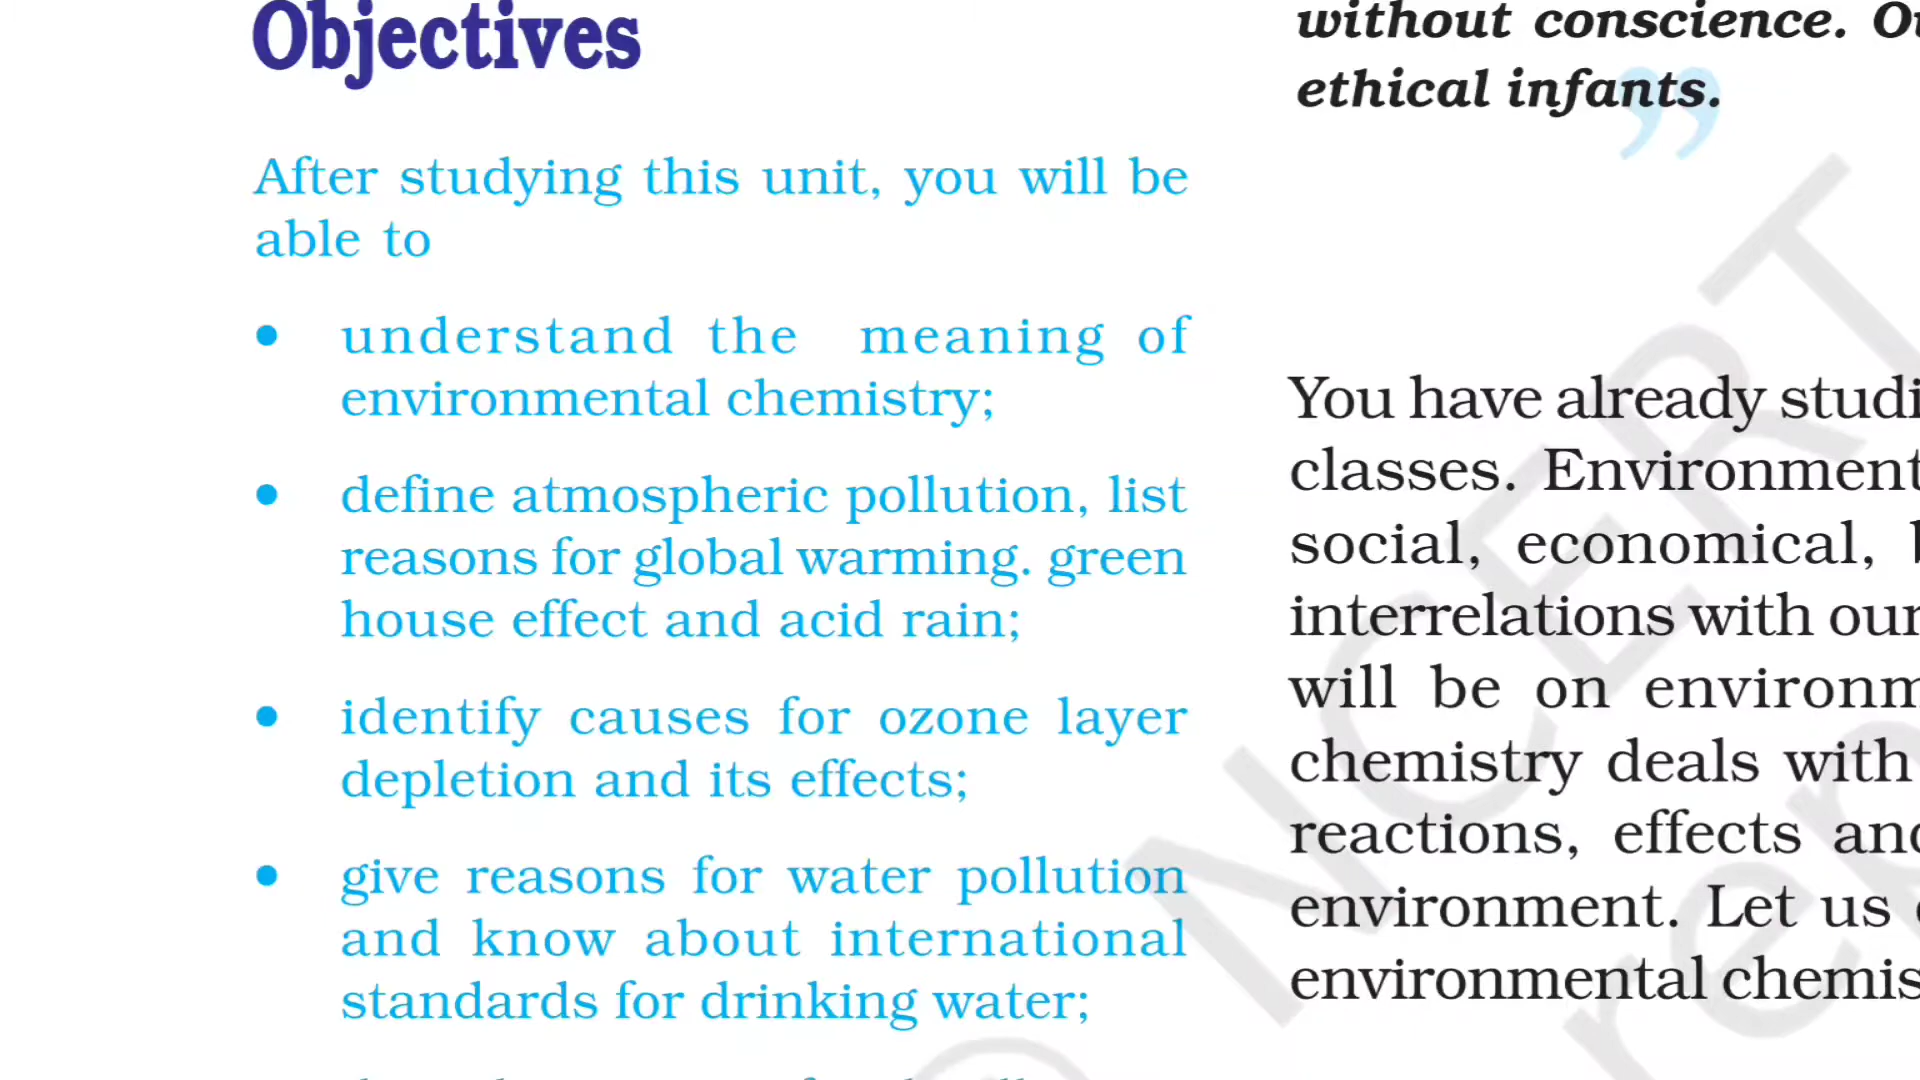 Objectives
After studying this unit, you will be
able to
• understand the meaning of
environmental chemistry;
• define atmospheric pollution, list
reasons for global warming. green
house effect and acid rain;
• identify causes for ozone layer
depletion and its effects;
• give reasons for water pollution
and know about international
standards for drinking water;
without conscience.
ethical infants.”
You have already
classes.
social, economical,
interrelations with
will be on
chemistry deals with
reactions, effects
environment. Let us
environmental
© NCERT